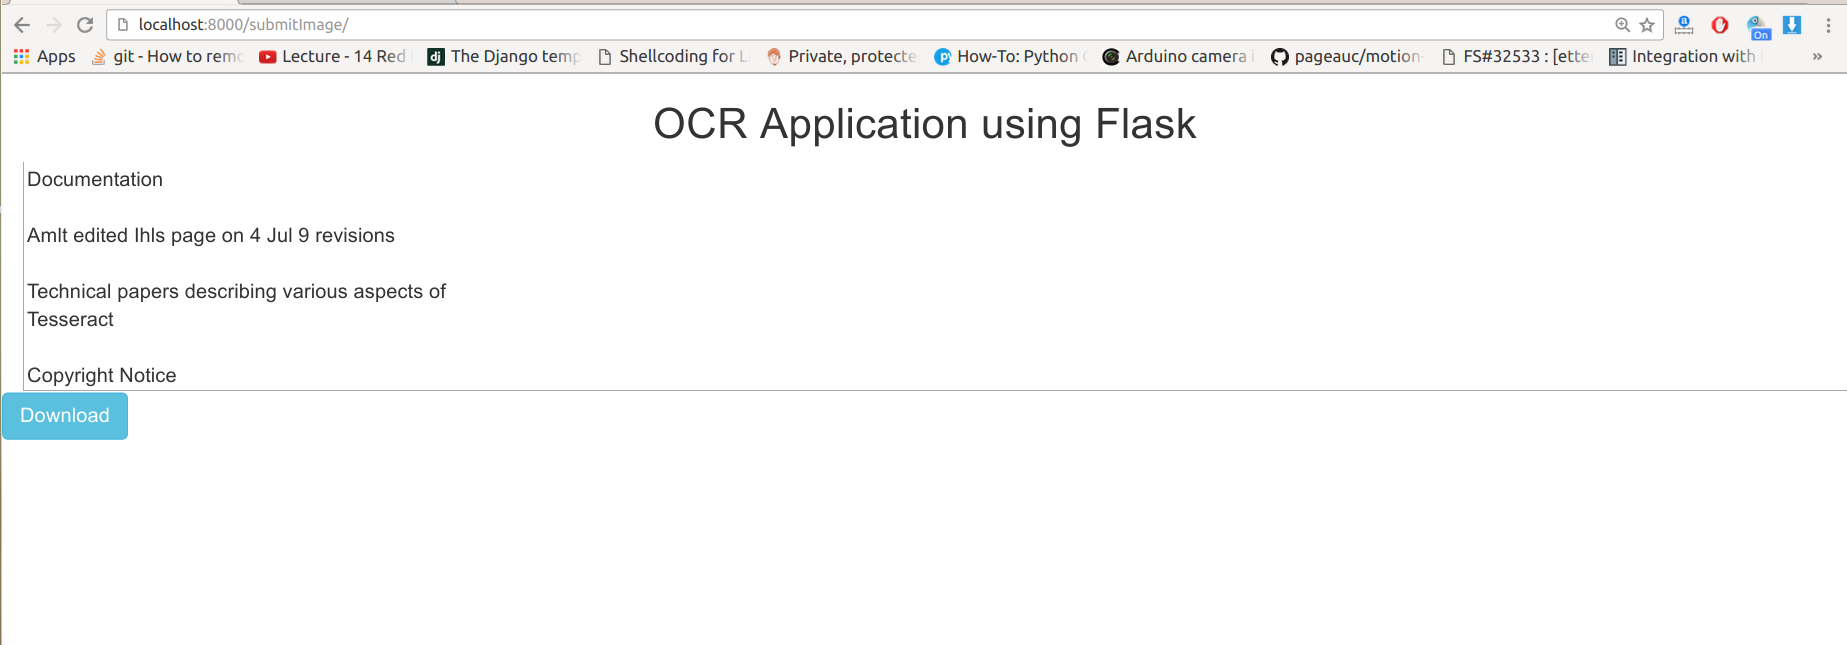 localhost:8000/submitImage/
Apps git - How to remo Lecture - 14 Red The Django temp Shellcoding for Li Private, protecte How-To: Python Arduino camera i pageauc/motion- FS#32533 : [ette Integration with »
On
OCR Application using Flask
Documentation
Amlt edited Ihls page on 4 Jul 9 revisions
Technical papers describing various aspects of
Tesseract
Copyright Notice
Download